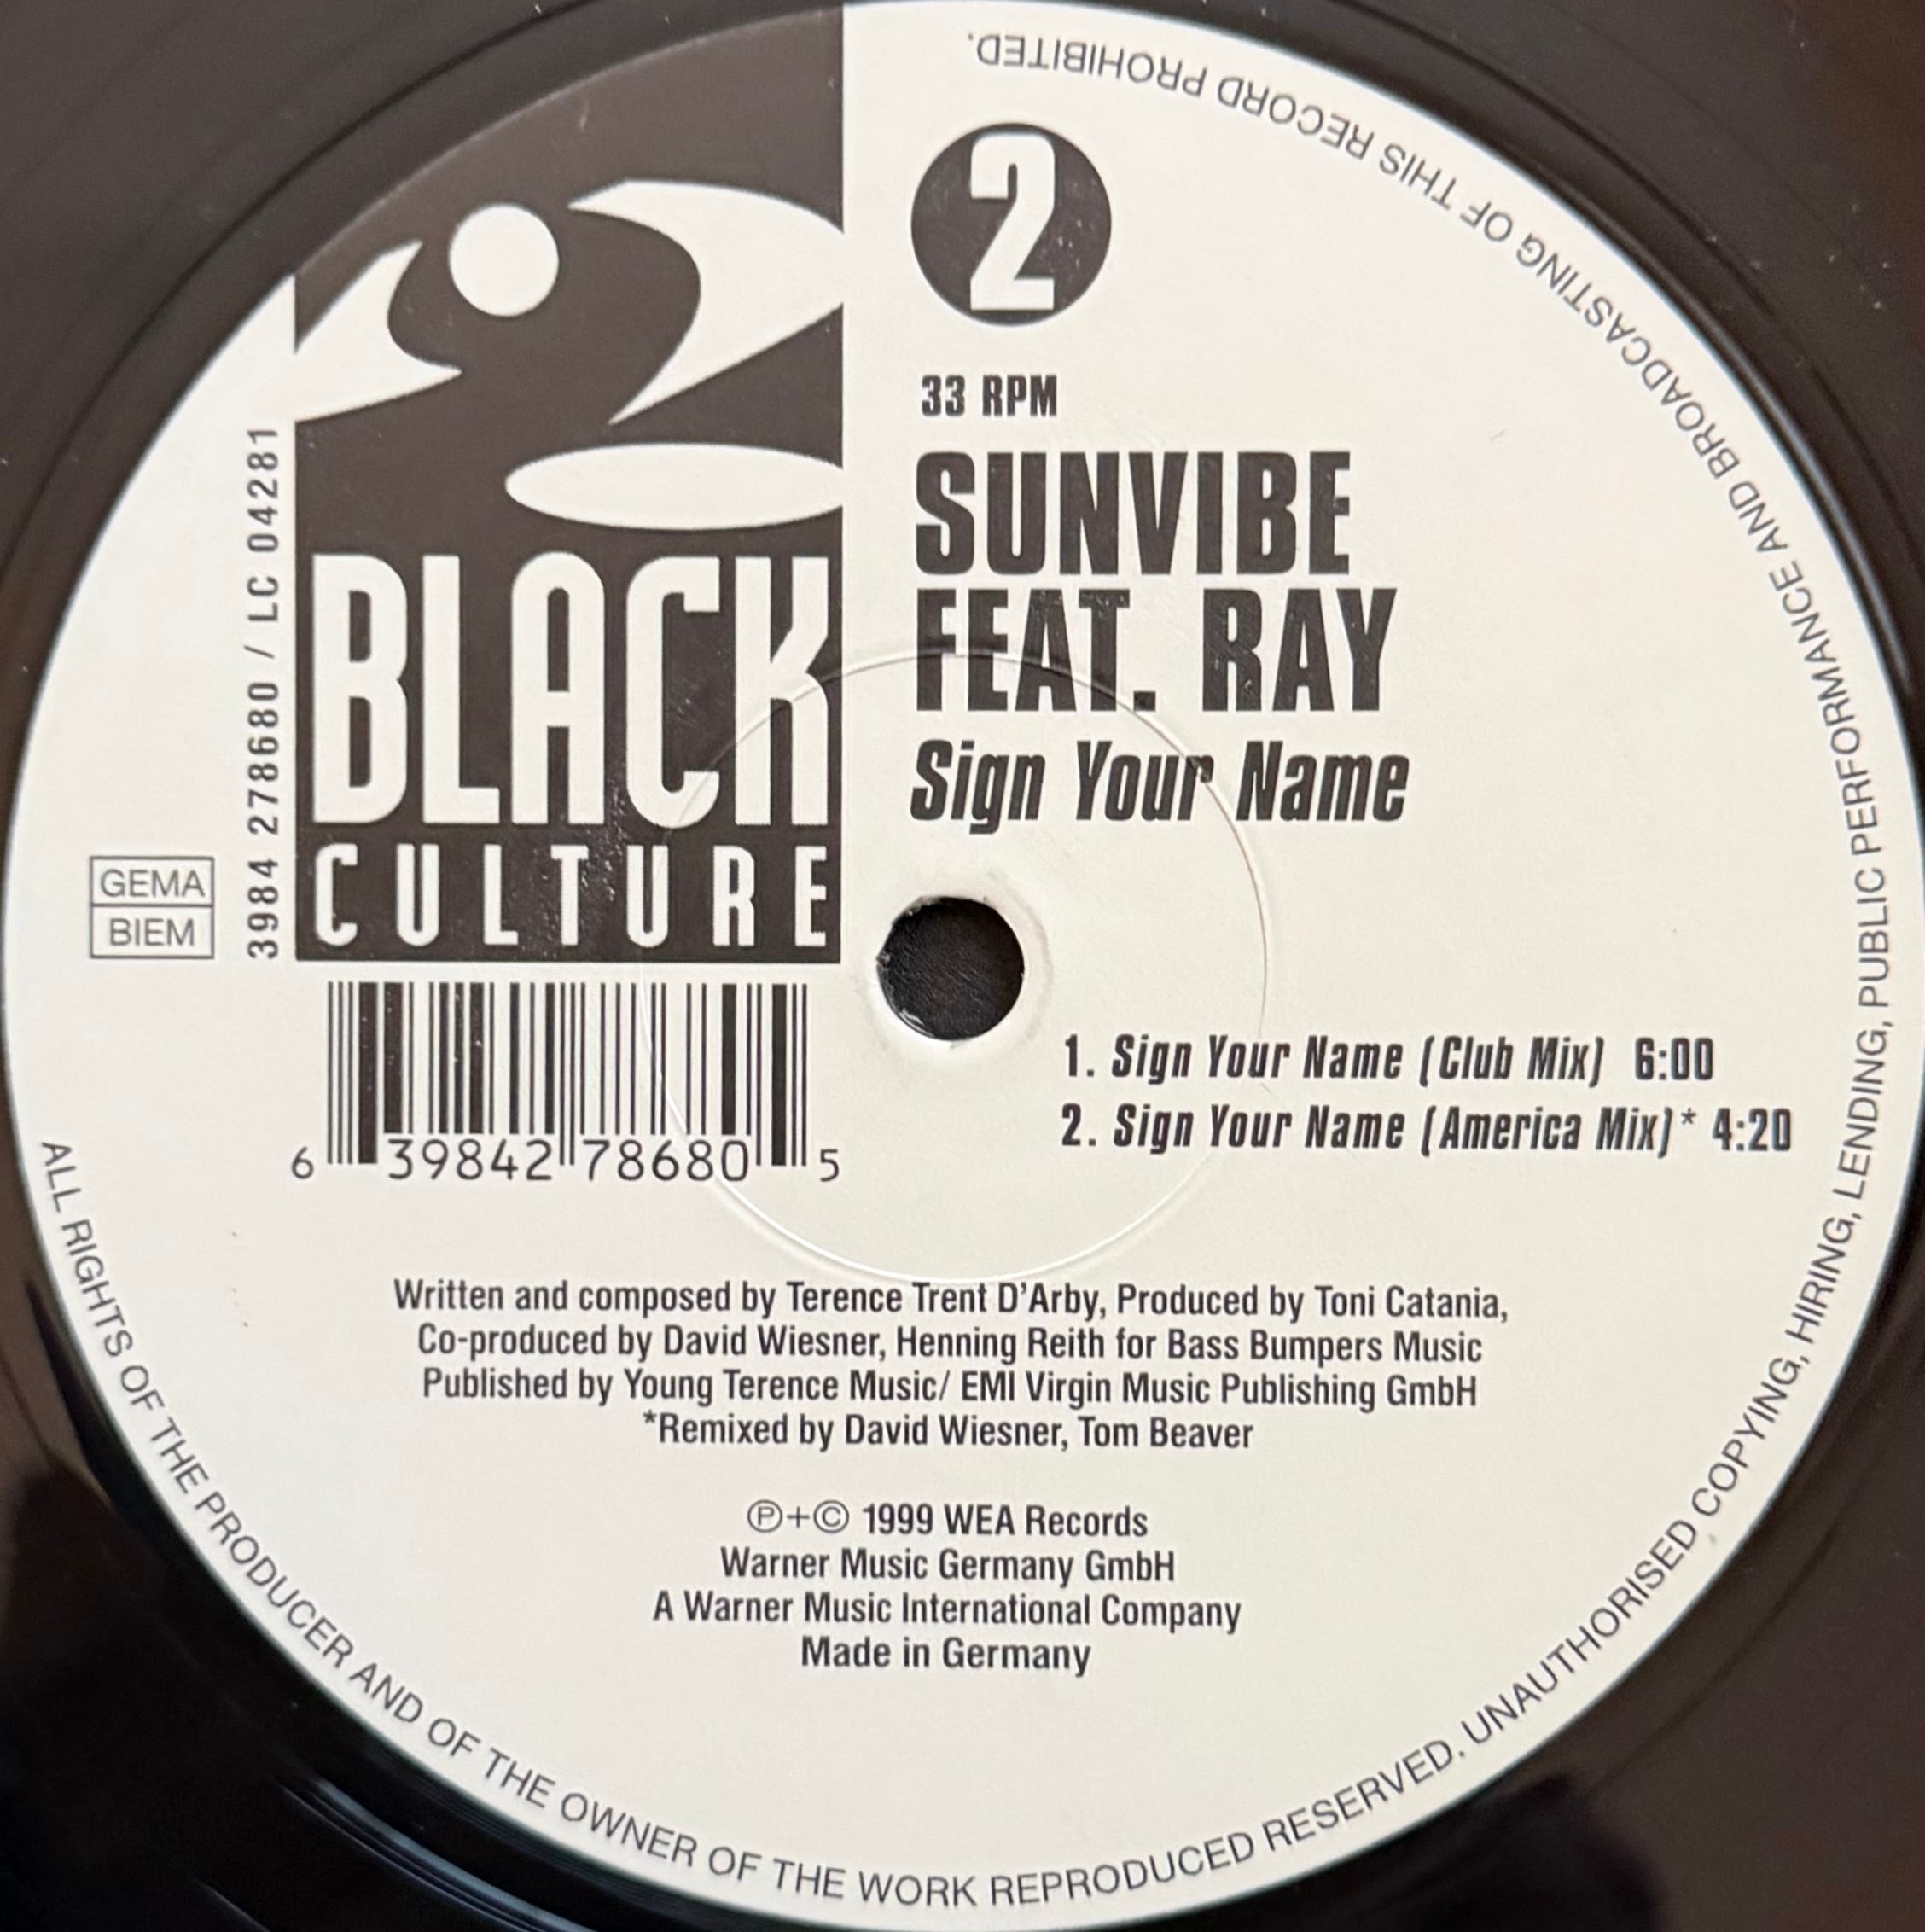 2
33 RPM
SUNVIBE
FEAT. RAY
Sign Your Name
BLACK
CULTURE
3984 278680 / LC 04281
GEMA
BIEM
6 39842 78680 5
1. Sign Your Name (Club Mix) 6:00
2. Sign Your Name (America Mix)* 4:20
Written and composed by Terence Trent D'Arby, Produced by Toni Catania,
Co-produced by David Wiesner, Henning Reith for Bass Bumpers Music
Published by Young Terence Music/ EMI Virgin Music Publishing GmbH
*Remixed by David Wiesner, Tom Beaver
℗+© 1999 WEA Records
Warner Music Germany GmbH
A Warner Music International Company
Made in Germany
ALL RIGHTS OF THE PRODUCER AND OF THE OWNER OF THE WORK REPRODUCED RESERVED. UNAUTHORISED COPYING, HIRING, LENDING, PUBLIC PERFORMANCE AND BROADCASTING OF THIS RECORD PROHIBITED.